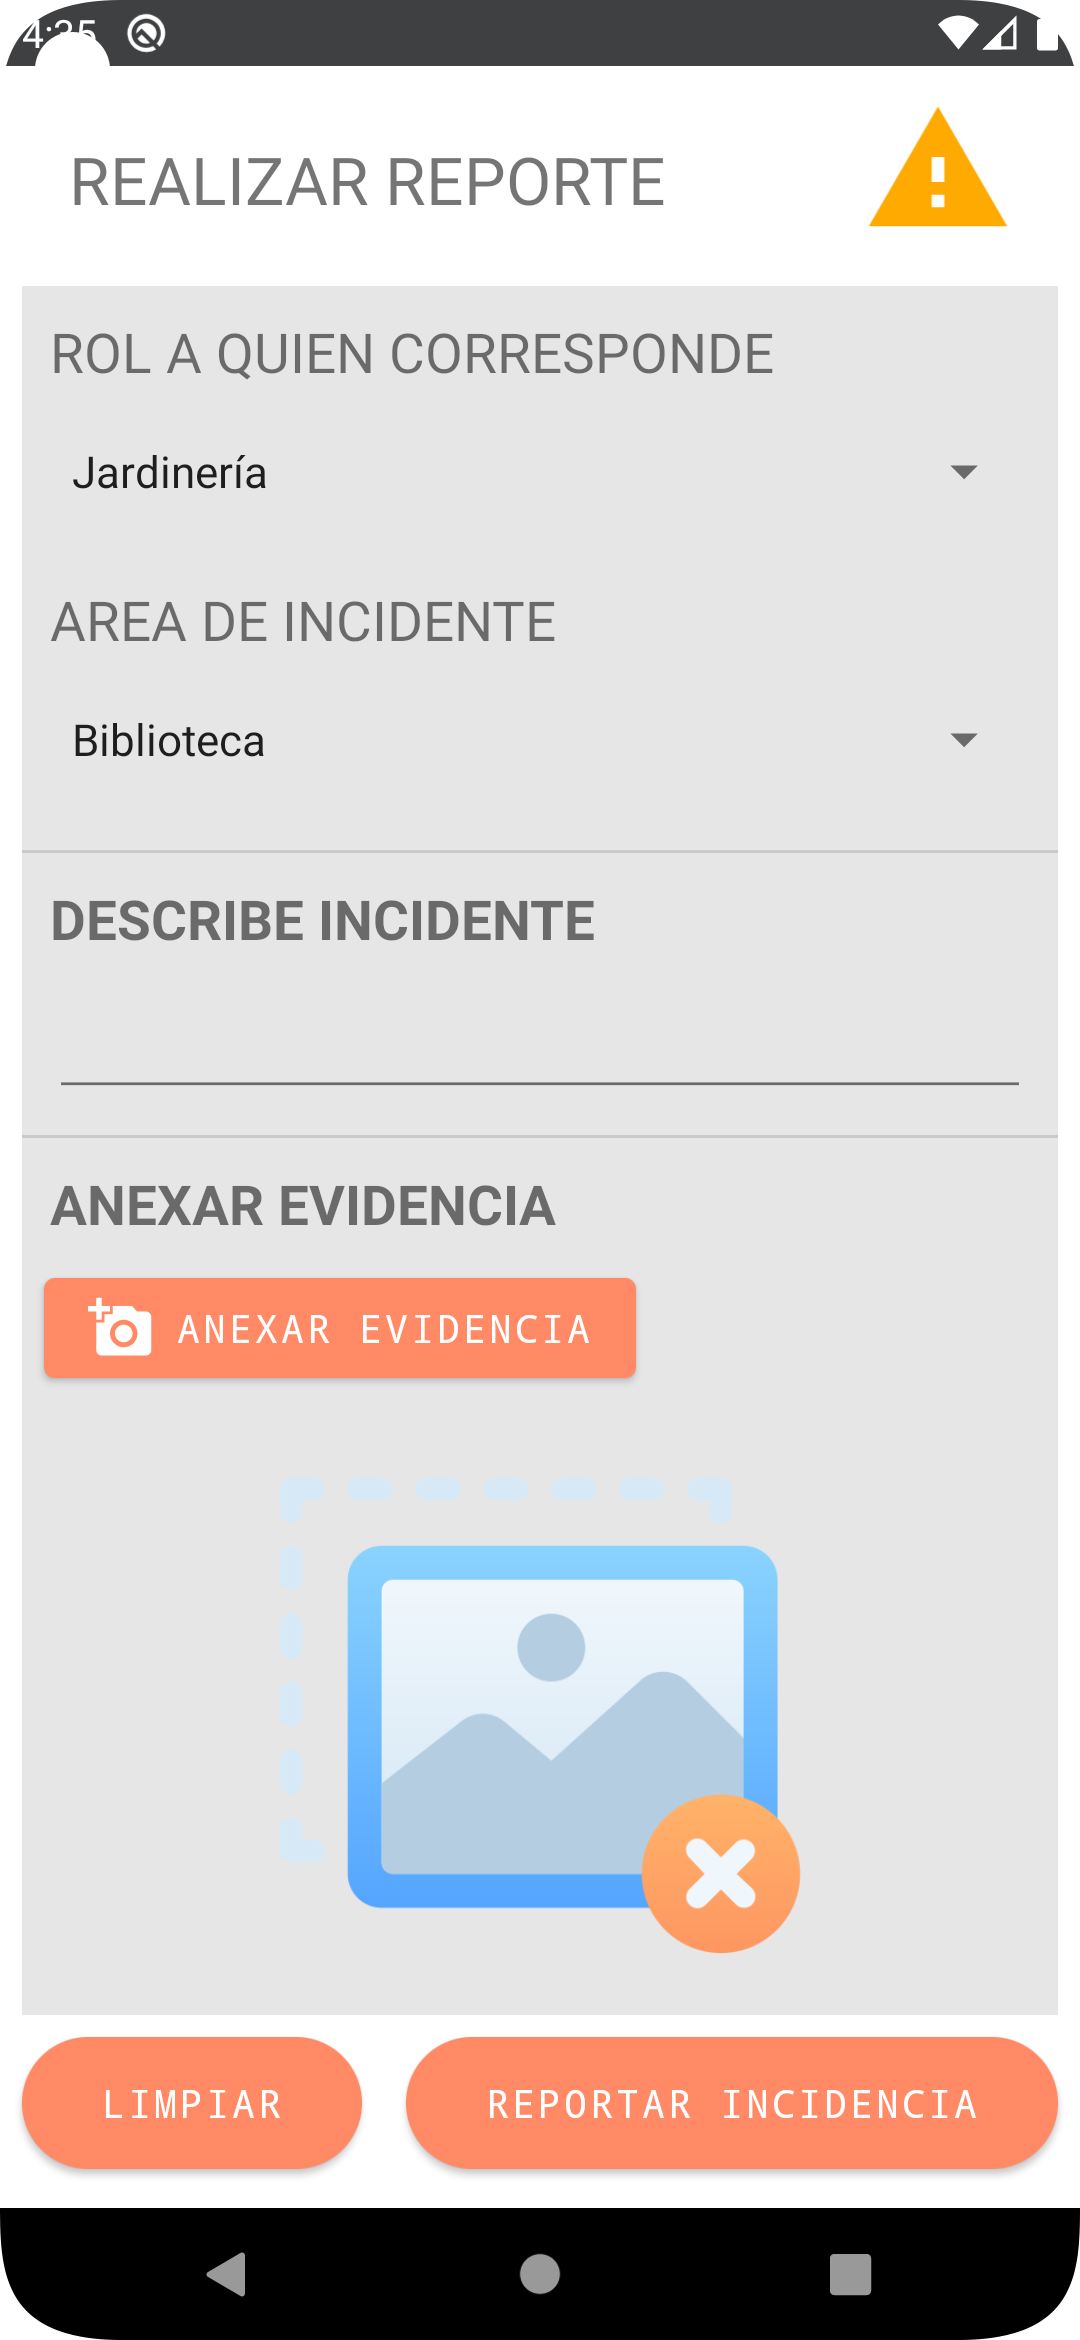 4:35
REALIZAR REPORTE
ROL A QUIEN CORRESPONDE
Jardinería
AREA DE INCIDENTE
Biblioteca
DESCRIBE INCIDENTE
ANEXAR EVIDENCIA
ANEXAR EVIDENCIA
LIMPIAR
REPORTAR INCIDENCIA